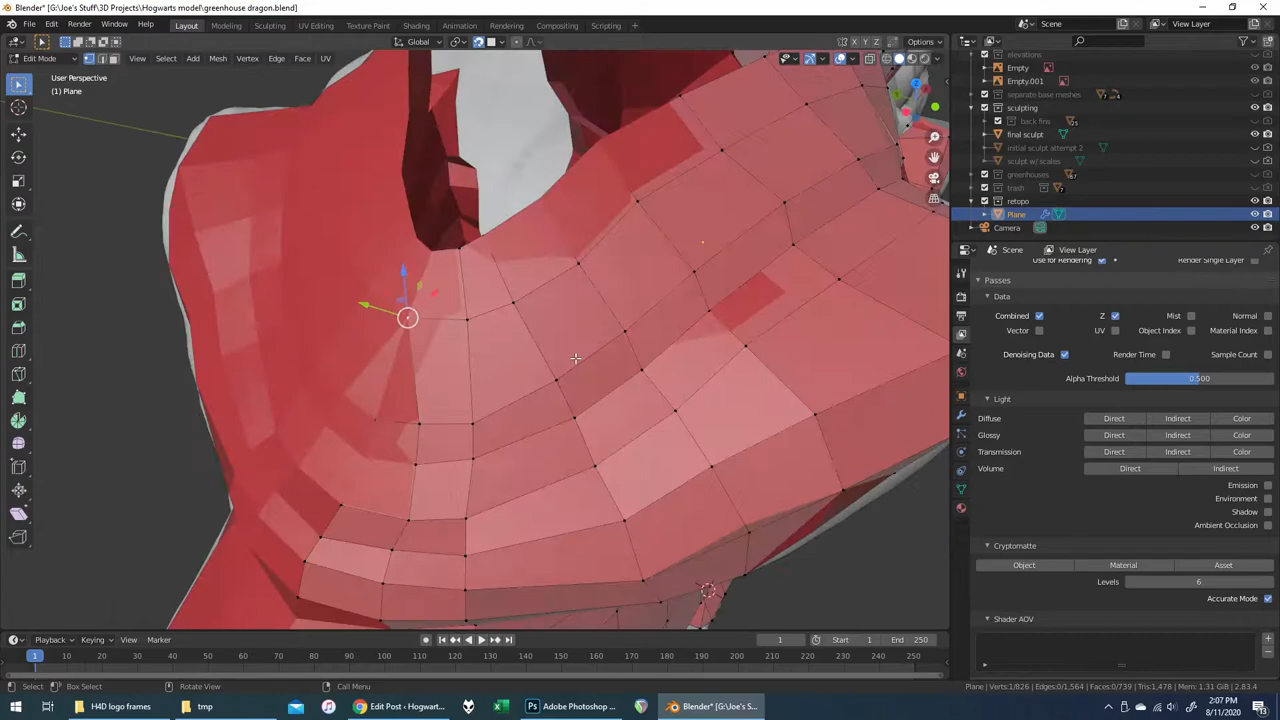 Blender* [G:\Joe's Stuff\3D Projects\Hogwarts model\greenhouse dragon.blend]
File Edit Render Window Help Layout Modeling Sculpting UV Editing Texture Paint Shading Animation Rendering Compositing Scripting Scene View Layer
Global X Y Z Options
Edit Mode View Select Add Mesh Vertex Edge Face UV
User Perspective
(1) Plane
elevations
Empty
Empty.001
separate base meshes
sculpting
back fins
final sculpt
initial sculpt attempt 2
sculpt w/ scales
greenhouses
trash
retopo
Plane
Camera
Scene View Layer
Use for Rendering Render Single Layer
Passes
Data
Combined Z Mist Normal
Vector UV Object Index Material Index
Denoising Data Render Time Sample Count
Alpha Threshold 0.500
Light
Diffuse Direct Indirect Color
Glossy Direct Indirect Color
Transmission Direct Indirect Color
Volume Direct Indirect
Emission
Environment
Shadow
Ambient Occlusion
Cryptomatte
Object Material Asset
Levels 6
Accurate Mode
Shader AOV
Playback Keying View Marker 1 Start 1 End 250
1 10 20 30 40 50 60 70 80 90 100 110 120 130 140 150 160 170 180 190 200 210 220 230 240 250
Select Box Select Rotate View Call Menu Plane | Verts:1/826 | Edges:0/1,564 | Faces:0/739 | Tris:1,478 | Mem: 1.31 GiB | 2.83.4
H4D logo frames tmp Edit Post ‹ Hogwart... Adobe Photoshop ... Blender* [G:\Joe's S... 2:07 PM
8/11/2020